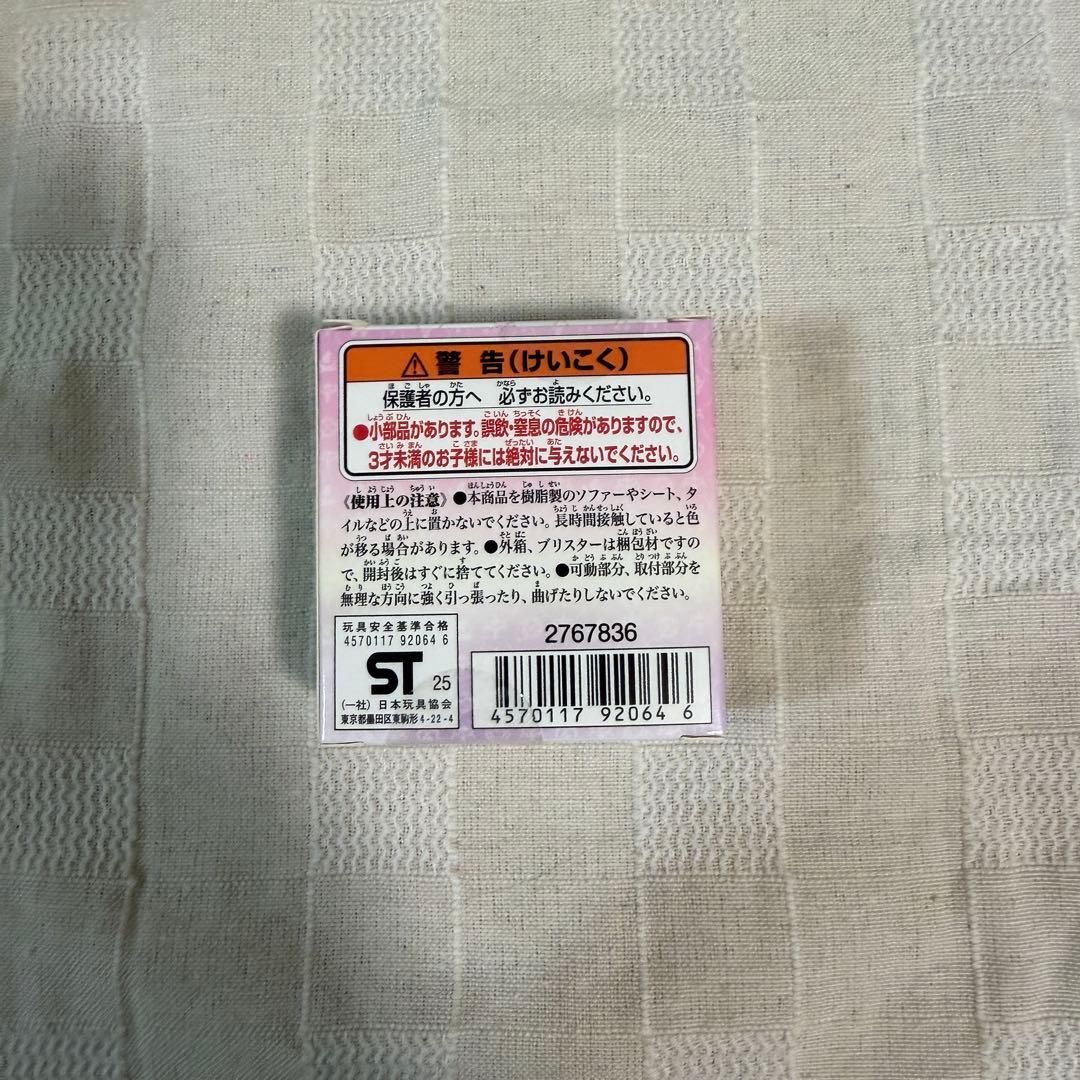 ⚠警 告(けいこく)
保護者の方へ 必ずお読みください。
●小部品があります。誤飲・窒息の危険がありますので、
3才未満のお子様には絶対に与えないでください。
《使用上の注意》●本商品を樹脂製のソファーやシート、タ
イルなどの上に置かないでください。長時間接触していると色
が移る場合があります。●外箱、ブリスターは梱包材ですの
で、開封後はすぐに捨ててください。●可動部分、取付部分を
無理な方向に強く引っ張ったり、曲げたりしないでください。
玩具安全基準合格
4570117 92064 6
ST 25
(一社)日本玩具協会
東京都墨田区東駒形4-22-4
2767836
4570117 92064 6